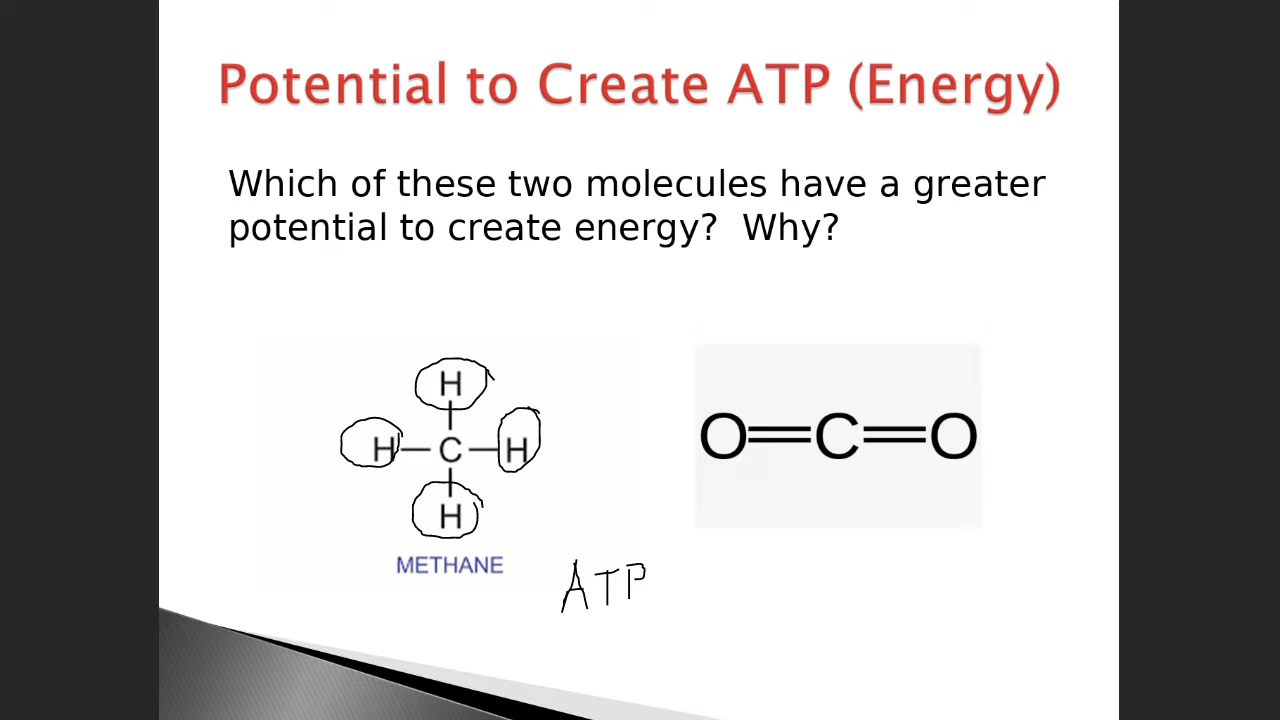 Potential to Create ATP (Energy)
Which of these two molecules have a greater
potential to create energy?  Why?
H
H—C—H
H
METHANE
O=C=O
ATP